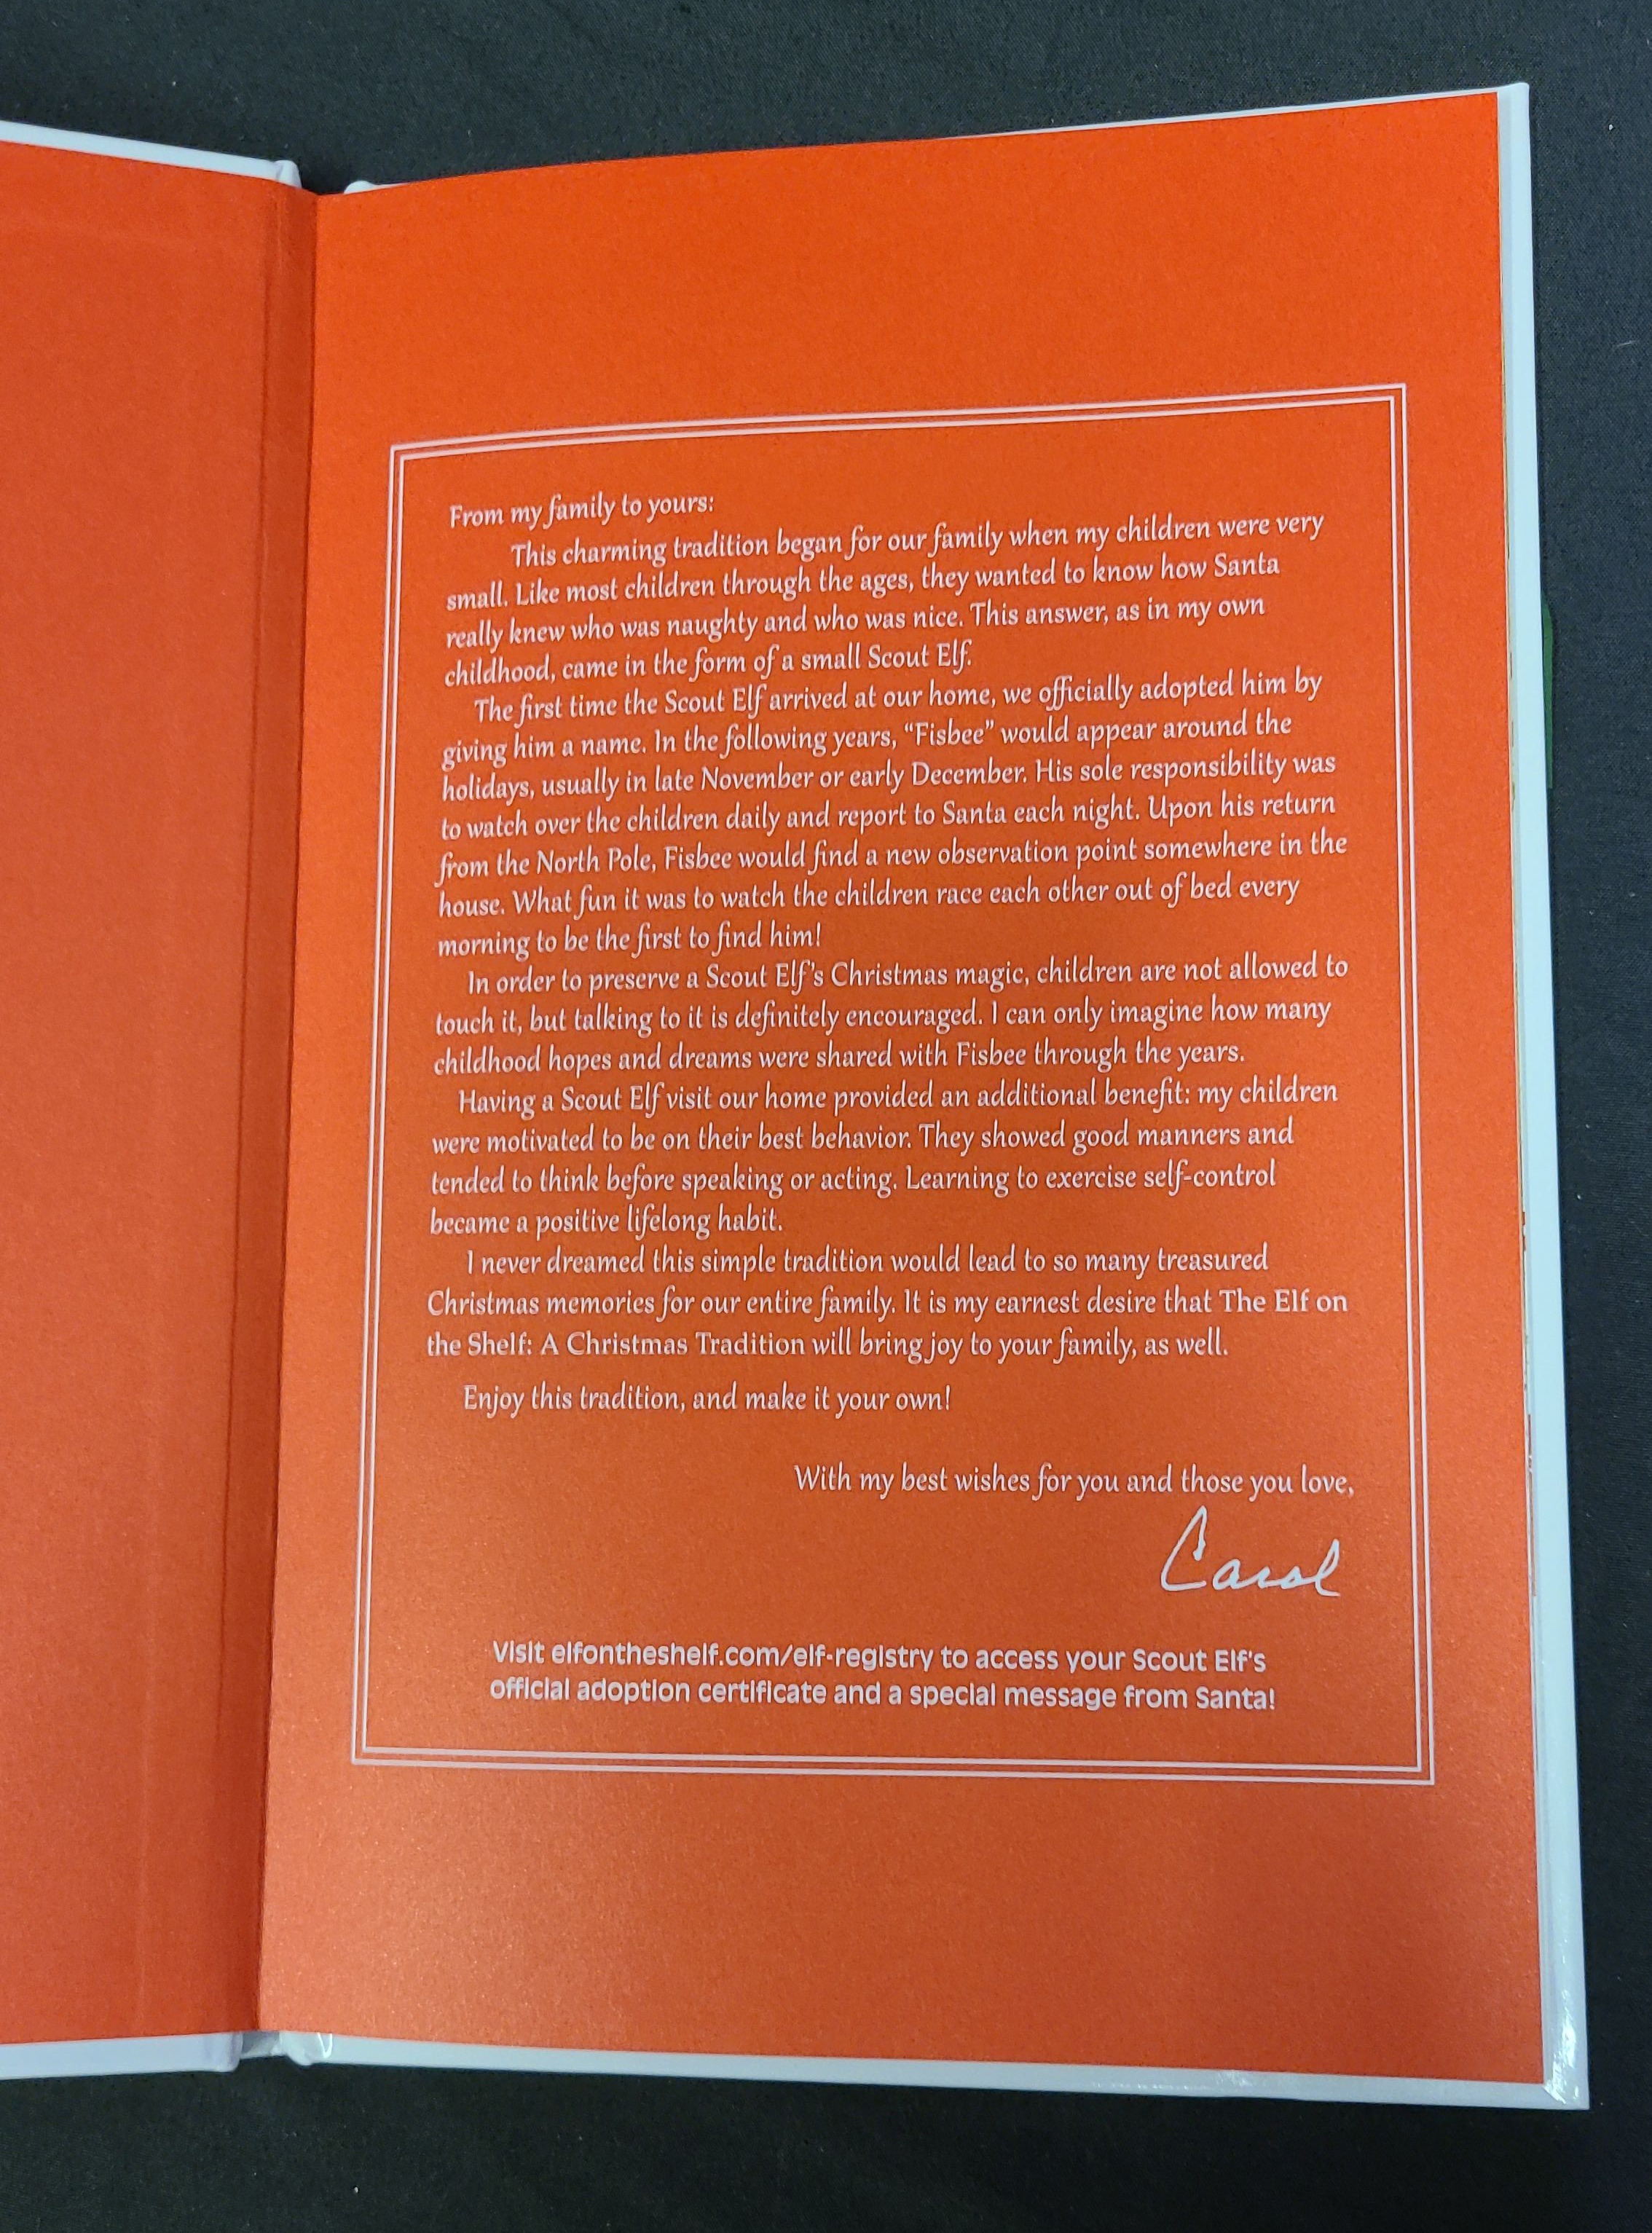 From my family to yours:
This charming tradition began for our family when my children were very
small. Like most children through the ages, they wanted to know how Santa
really knew who was naughty and who was nice. This answer, as in my own
childhood, came in the form of a small Scout Elf.
The first time the Scout Elf arrived at our home, we officially adopted him by
giving him a name. In the following years, “Fisbee” would appear around the
holidays, usually in late November or early December. His sole responsibility was
to watch over the children daily and report to Santa each night. Upon his return
from the North Pole, Fisbee would find a new observation point somewhere in the
house. What fun it was to watch the children race each other out of bed every
morning to be the first to find him!
In order to preserve a Scout Elf’s Christmas magic, children are not allowed to
touch it, but talking to it is definitely encouraged. I can only imagine how many
childhood hopes and dreams were shared with Fisbee through the years.
Having a Scout Elf visit our home provided an additional benefit: my children
were motivated to be on their best behavior. They showed good manners and
tended to think before speaking or acting. Learning to exercise self-control
became a positive lifelong habit.
I never dreamed this simple tradition would lead to so many treasured
Christmas memories for our entire family. It is my earnest desire that The Elf on
the Shelf: A Christmas Tradition will bring joy to your family, as well.
Enjoy this tradition, and make it your own!
With my best wishes for you and those you love,
Carol
Visit elfontheshelf.com/elf-registry to access your Scout Elf's
official adoption certificate and a special message from Santa!